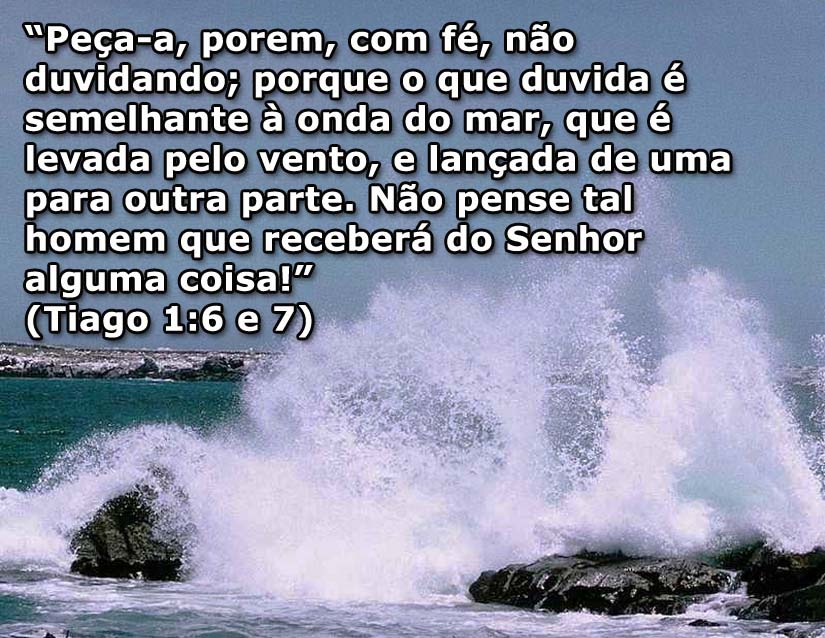 “Peça-a, porem, com fé, não
duvidando; porque o que duvida é
semelhante à onda do mar, que é
levada pelo vento, e lançada de uma
para outra parte. Não pense tal
homem que receberá do Senhor
alguma coisa!”
(Tiago 1:6 e 7)